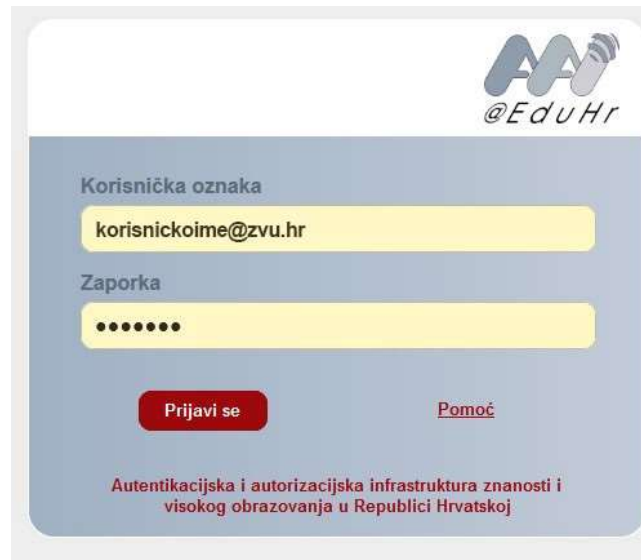 AAI
@EduHr
Korisnička oznaka
korisnickoime@zvu.hr
Zaporka
•••••••
Prijavi se
Pomoć
Autentikacijska i autorizacijska infrastruktura znanosti i
visokog obrazovanja u Republici Hrvatskoj